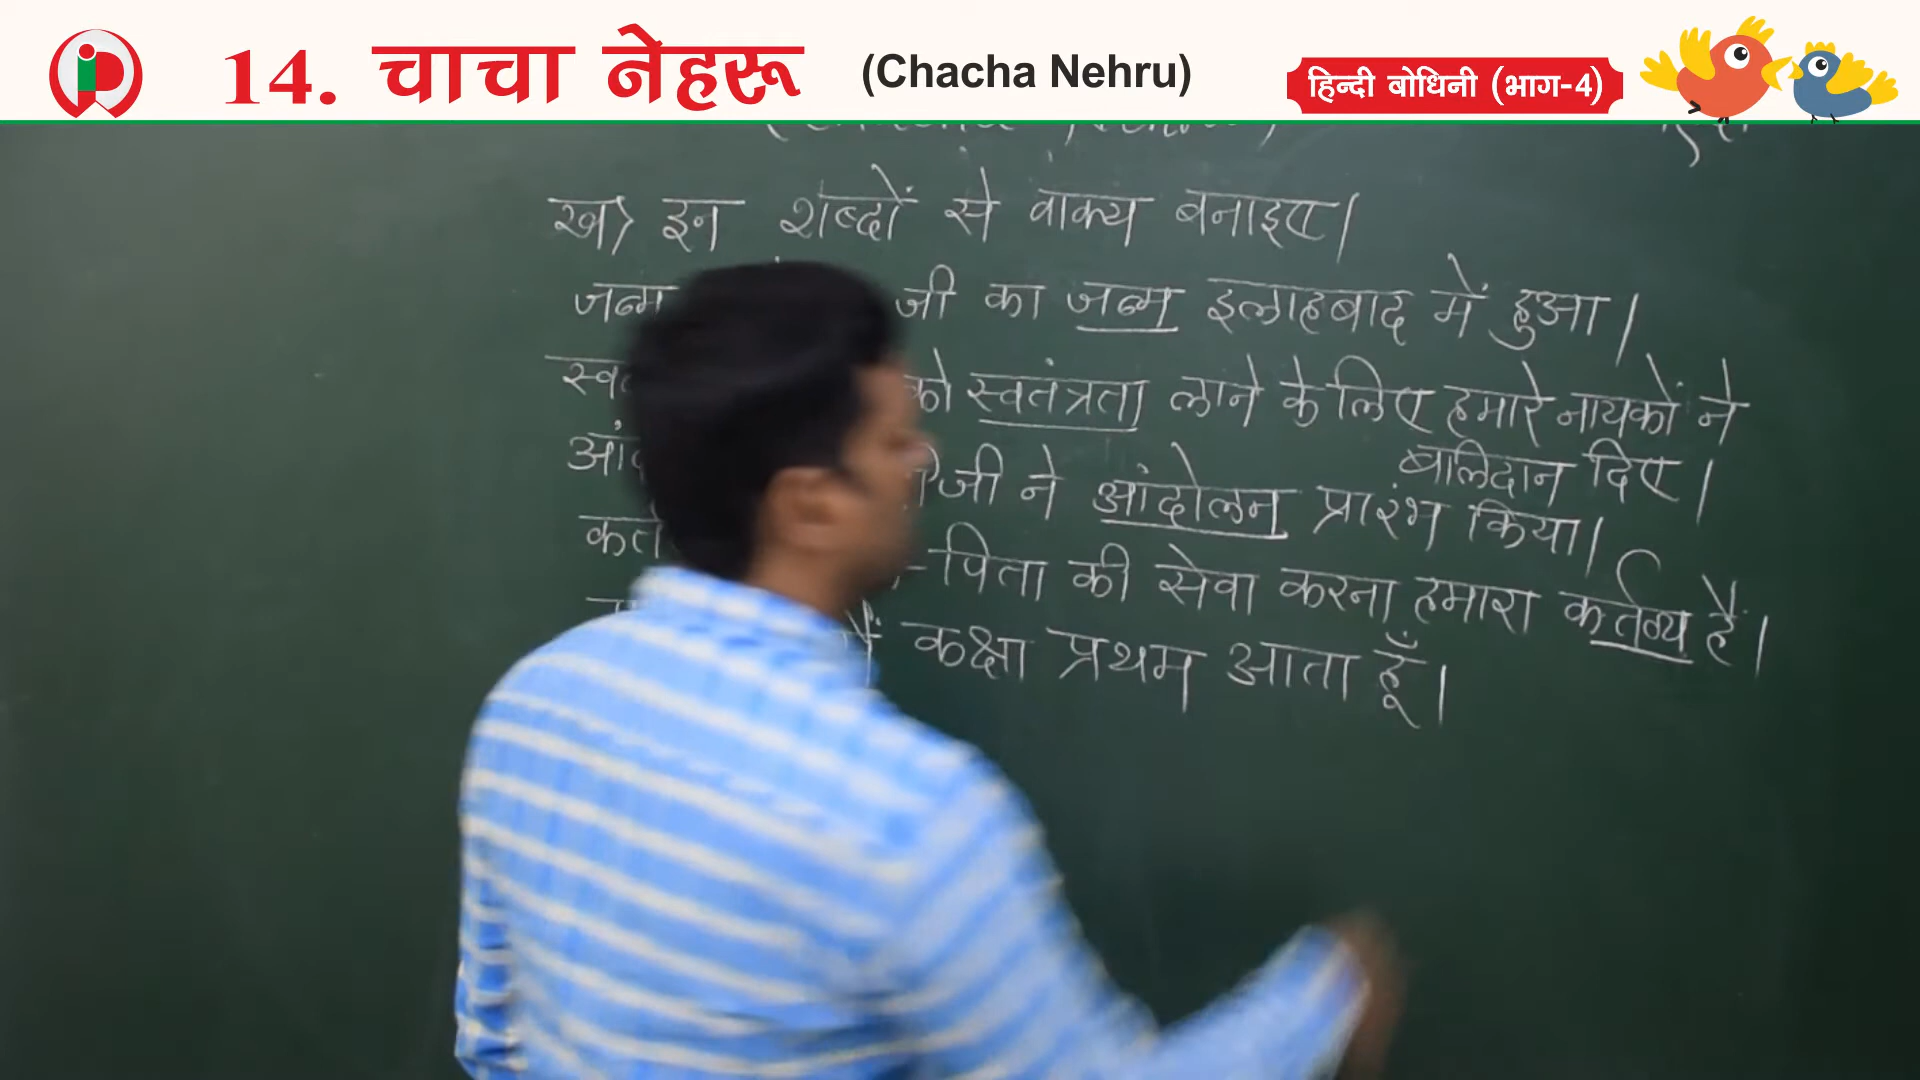 14. चाचा नेहरू (Chacha Nehru)
हिन्दी बोधिनी (भाग-4)
ख) इन शब्दों से वाक्य बनाइए।
जन्म जी का जन्म इलाहबाद में हुआ।
को स्वतंत्रता लाने के लिए हमारे नायकों ने
बलिदान दिए।
जी ने आंदोलन प्रारंभ किया।
-पिता की सेवा करना हमारा कर्तव्य है।
कक्षा प्रथम आता हूँ।